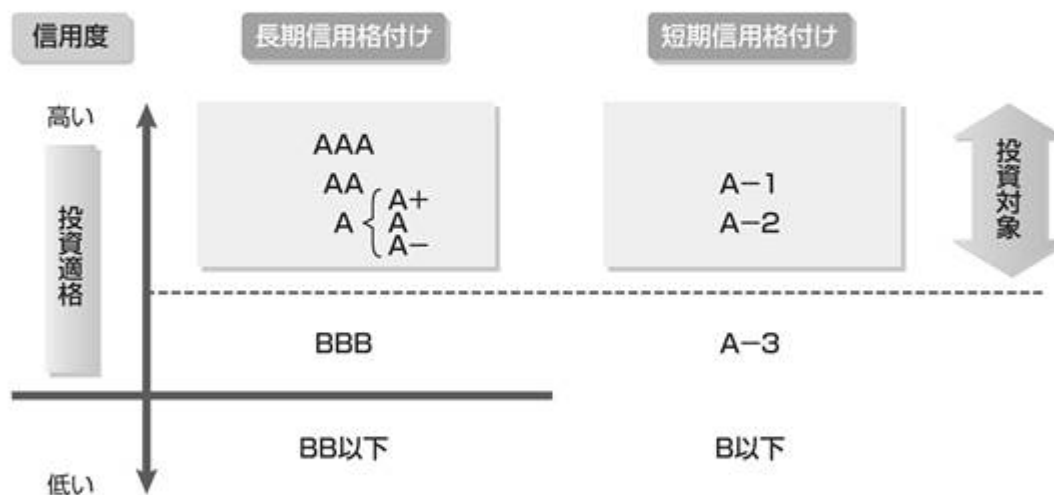 信用度
長期信用格付け
短期信用格付け
高い
投資適格
AAA
AA
A
A+
A
A−
A−1
A−2
投資対象
BBB
A−3
BB以下
B以下
低い